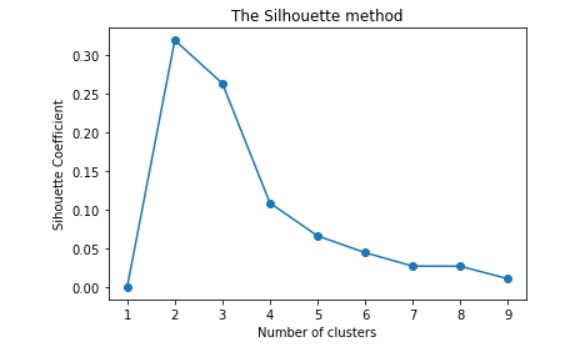 The Silhouette method
Sihouette Coefficient
0.30
0.25
0.20
0.15
0.10
0.05
0.00
1 2 3 4 5 6 7 8 9
Number of clusters